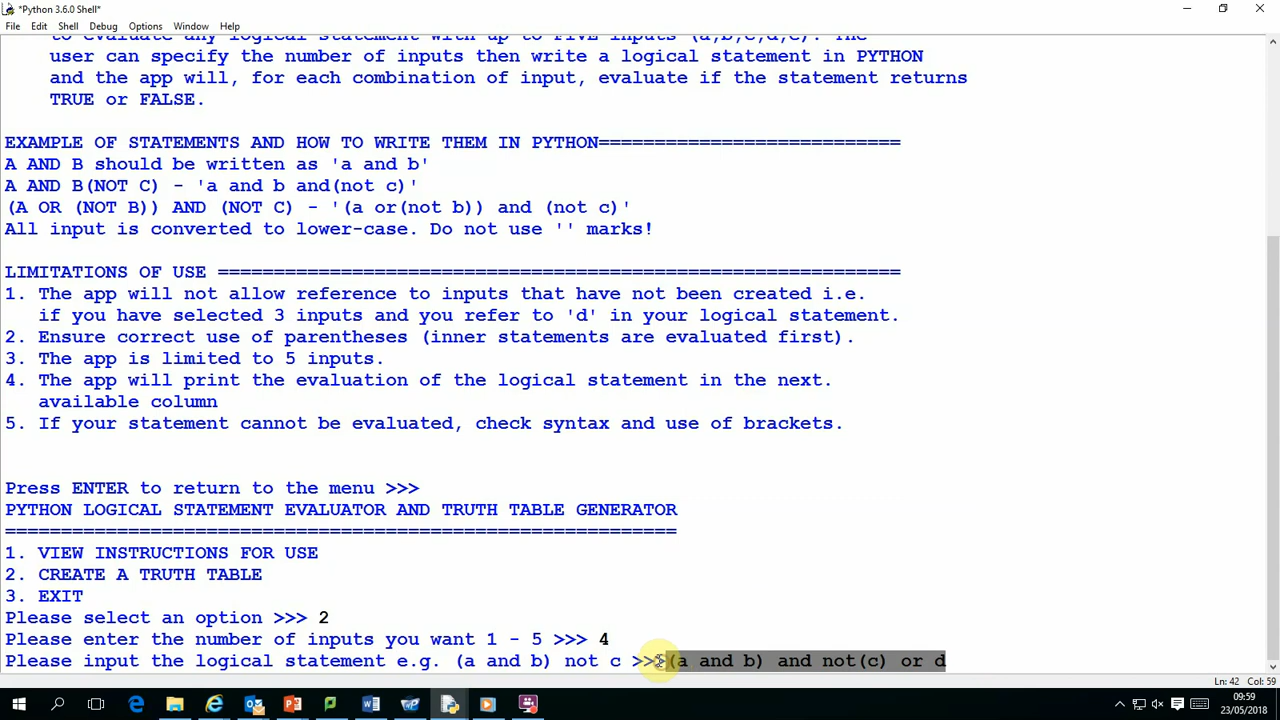 *Python 3.6.0 Shell*
File Edit Shell Debug Options Window Help
to evaluate any logical statement with up to FIVE inputs (a,b,c,d,e). The
user can specify the number of inputs then write a logical statement in PYTHON
and the app will, for each combination of input, evaluate if the statement returns
TRUE or FALSE.
EXAMPLE OF STATEMENTS AND HOW TO WRITE THEM IN PYTHON===========================
A AND B should be written as 'a and b'
A AND B(NOT C) - 'a and b and(not c)'
(A OR (NOT B)) AND (NOT C) - '(a or(not b)) and (not c)'
All input is converted to lower-case. Do not use '' marks!
LIMITATIONS OF USE =============================================================
1. The app will not allow reference to inputs that have not been created i.e.
if you have selected 3 inputs and you refer to 'd' in your logical statement.
2. Ensure correct use of parentheses (inner statements are evaluated first).
3. The app is limited to 5 inputs.
4. The app will print the evaluation of the logical statement in the next.
available column
5. If your statement cannot be evaluated, check syntax and use of brackets.
Press ENTER to return to the menu >>>
PYTHON LOGICAL STATEMENT EVALUATOR AND TRUTH TABLE GENERATOR
============================================================
1. VIEW INSTRUCTIONS FOR USE
2. CREATE A TRUTH TABLE
3. EXIT
Please select an option >>> 2
Please enter the number of inputs you want 1 - 5 >>> 4
Please input the logical statement e.g. (a and b) not c >>>(a and b) and not(c) or d
Ln: 42 Col: 59
09:59
23/05/2018